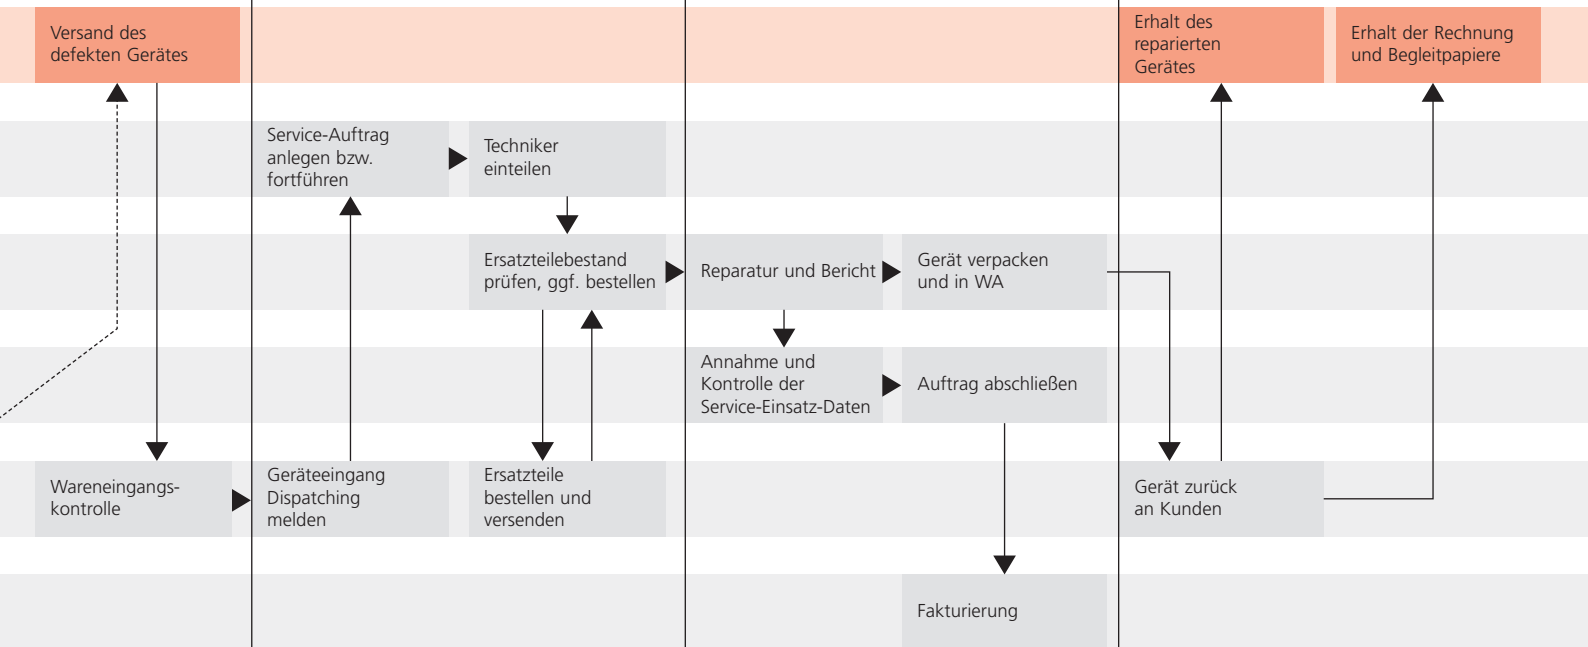 Versand des
defekten Gerätes
Erhalt des
reparierten
Gerätes
Erhalt der Rechnung
und Begleitpapiere
Service-Auftrag
anlegen bzw.
fortführen
Techniker
einteilen
Ersatzteilebestand
prüfen, ggf. bestellen
Reparatur und Bericht
Gerät verpacken
und in WA
Annahme und
Kontrolle der
Service-Einsatz-Daten
Auftrag abschließen
Wareneingangs-
kontrolle
Geräteeingang
Dispatching
melden
Ersatzteile
bestellen und
versenden
Gerät zurück
an Kunden
Fakturierung